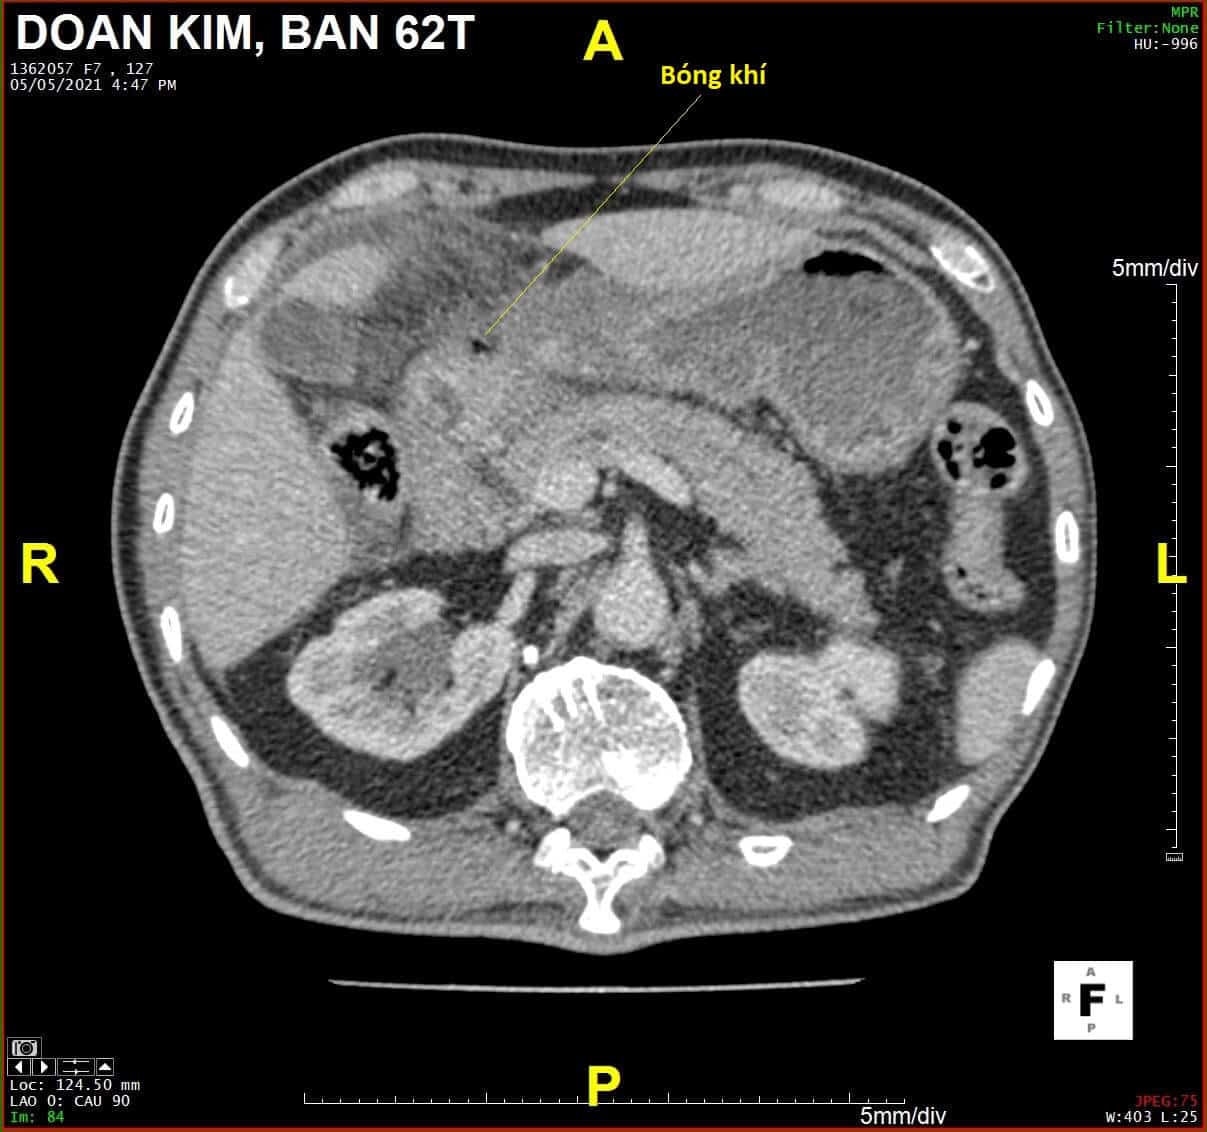 DOAN KIM, BAN 62T
1362057 F7 , 127
05/05/2021 4:47 PM
A
MPR
Filter:None
HU:-996
Bóng khí
5mm/div
R
L
A
R F L
P
Loc: 124.50 mm
LAO 0: CAU 90
Im: 84
P
5mm/div
JPEG:75
W:403 L:25